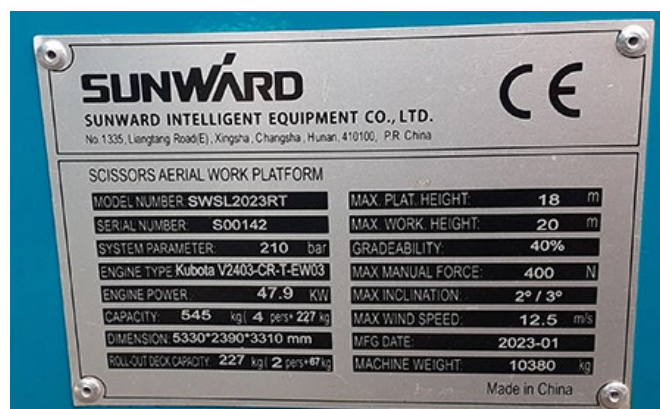 SUNWARD
CE
SUNWARD INTELLIGENT EQUIPMENT CO., LTD.
No. 1335, Liangtang Road(E), Xingsha, Changsha, Hunan, 410100, P.R. China
SCISSORS AERIAL WORK PLATFORM
MODEL NUMBER: SWSL2023RT
SERIAL NUMBER: S00142
SYSTEM PARAMETER: 210 bar
ENGINE TYPE: Kubota V2403-CR-T-EW03
ENGINE POWER: 47.9 KW
CAPACITY: 545 kg( 4 pers+ 227 kg
DIMENSION: 5330*2390*3310 mm
ROLL-OUT DECK CAPACITY: 227 kg( 2 pers+67 kg
MAX. PLAT. HEIGHT: 18 m
MAX. WORK. HEIGHT: 20 m
GRADEABILITY: 40%
MAX MANUAL FORCE: 400 N
MAX INCLINATION: 2° / 3°
MAX WIND SPEED: 12.5 m/s
MFG DATE: 2023-01
MACHINE WEIGHT: 10380 kg
Made in China